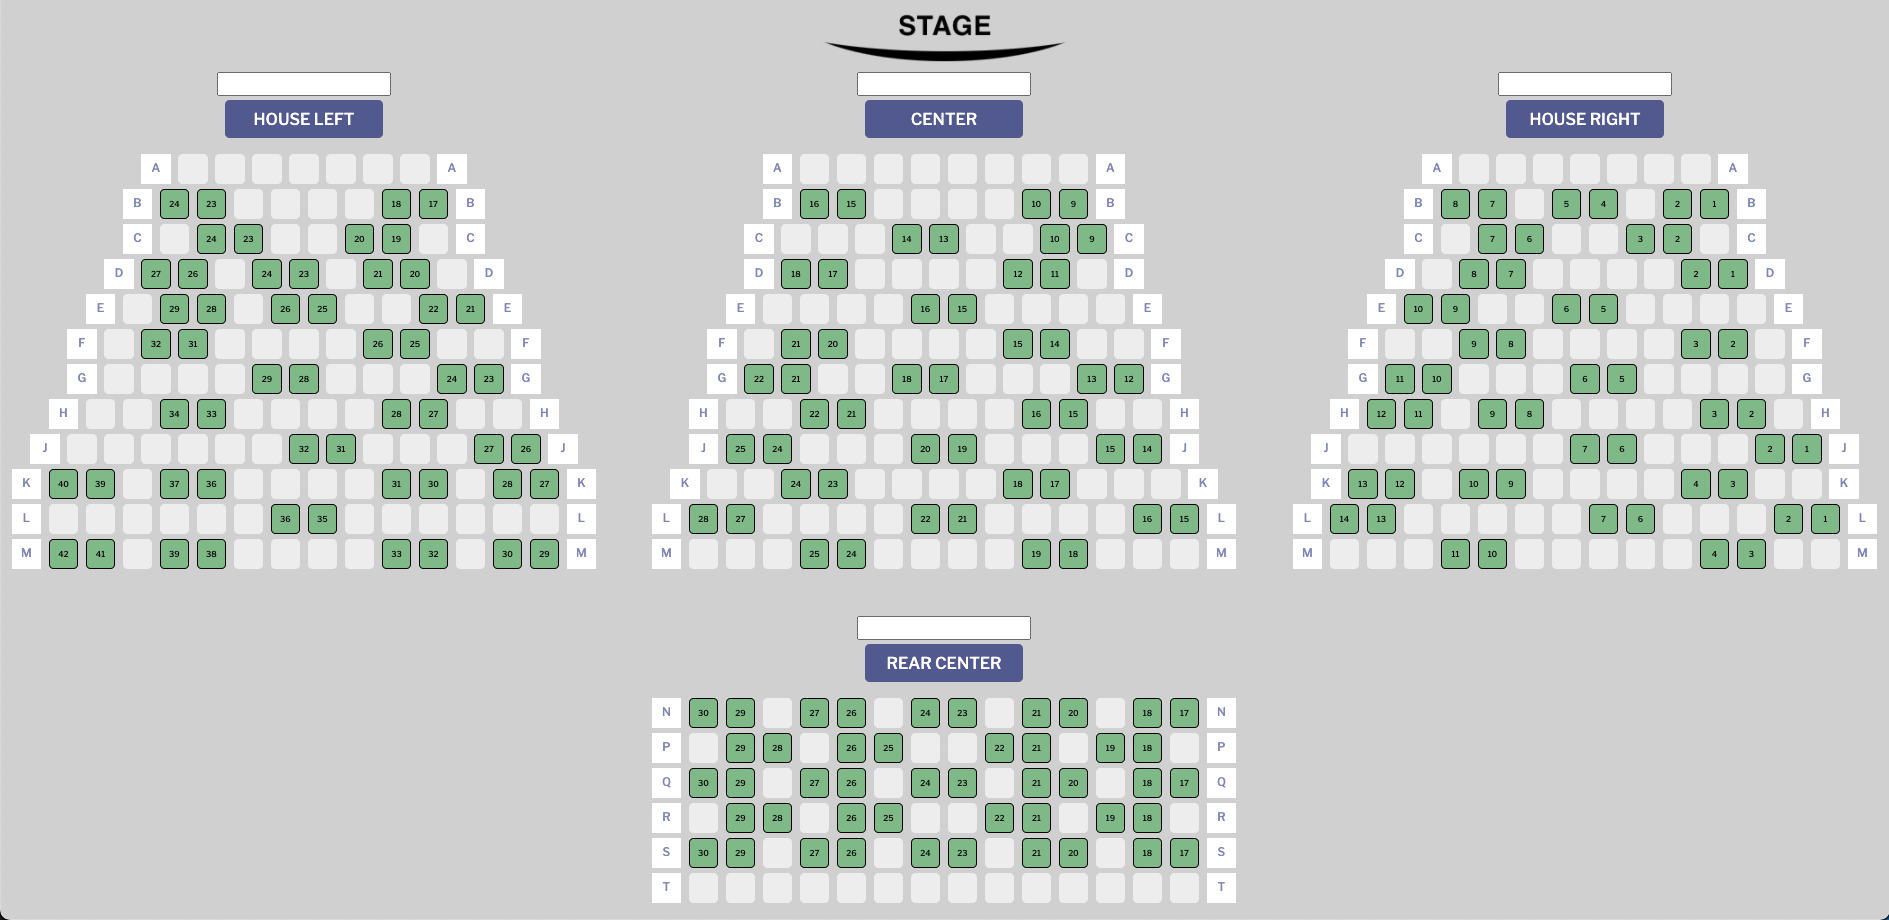 STAGE
HOUSE LEFT
A A
B 24 23 18 17 B
C 24 23 20 19 C
D 27 26 24 23 21 20 D
E 29 28 26 25 22 21 E
F 32 31 26 25 F
G 29 28 24 23 G
H 34 33 28 27 H
J 32 31 27 26 J
K 40 39 37 36 31 30 28 27 K
L 36 35 L
M 42 41 39 38 33 32 30 29 M
CENTER
A A
B 16 15 10 9 B
C 14 13 10 9 C
D 18 17 12 11 D
E 16 15 E
F 21 20 15 14 F
G 22 21 18 17 13 12 G
H 22 21 16 15 H
J 25 24 20 19 15 14 J
K 24 23 18 17 K
L 28 27 22 21 16 15 L
M 25 24 19 18 M
HOUSE RIGHT
A A
B 8 7 5 4 2 1 B
C 7 6 3 2 C
D 8 7 2 1 D
E 10 9 6 5 E
F 9 8 3 2 F
G 11 10 6 5 G
H 12 11 9 8 3 2 H
J 7 6 2 1 J
K 13 12 10 9 4 3 K
L 14 13 7 6 2 1 L
M 11 10 4 3 M
REAR CENTER
N 30 29 27 26 24 23 21 20 18 17 N
P 29 28 26 25 22 21 19 18 P
Q 30 29 27 26 24 23 21 20 18 17 Q
R 29 28 26 25 22 21 19 18 R
S 30 29 27 26 24 23 21 20 18 17 S
T T